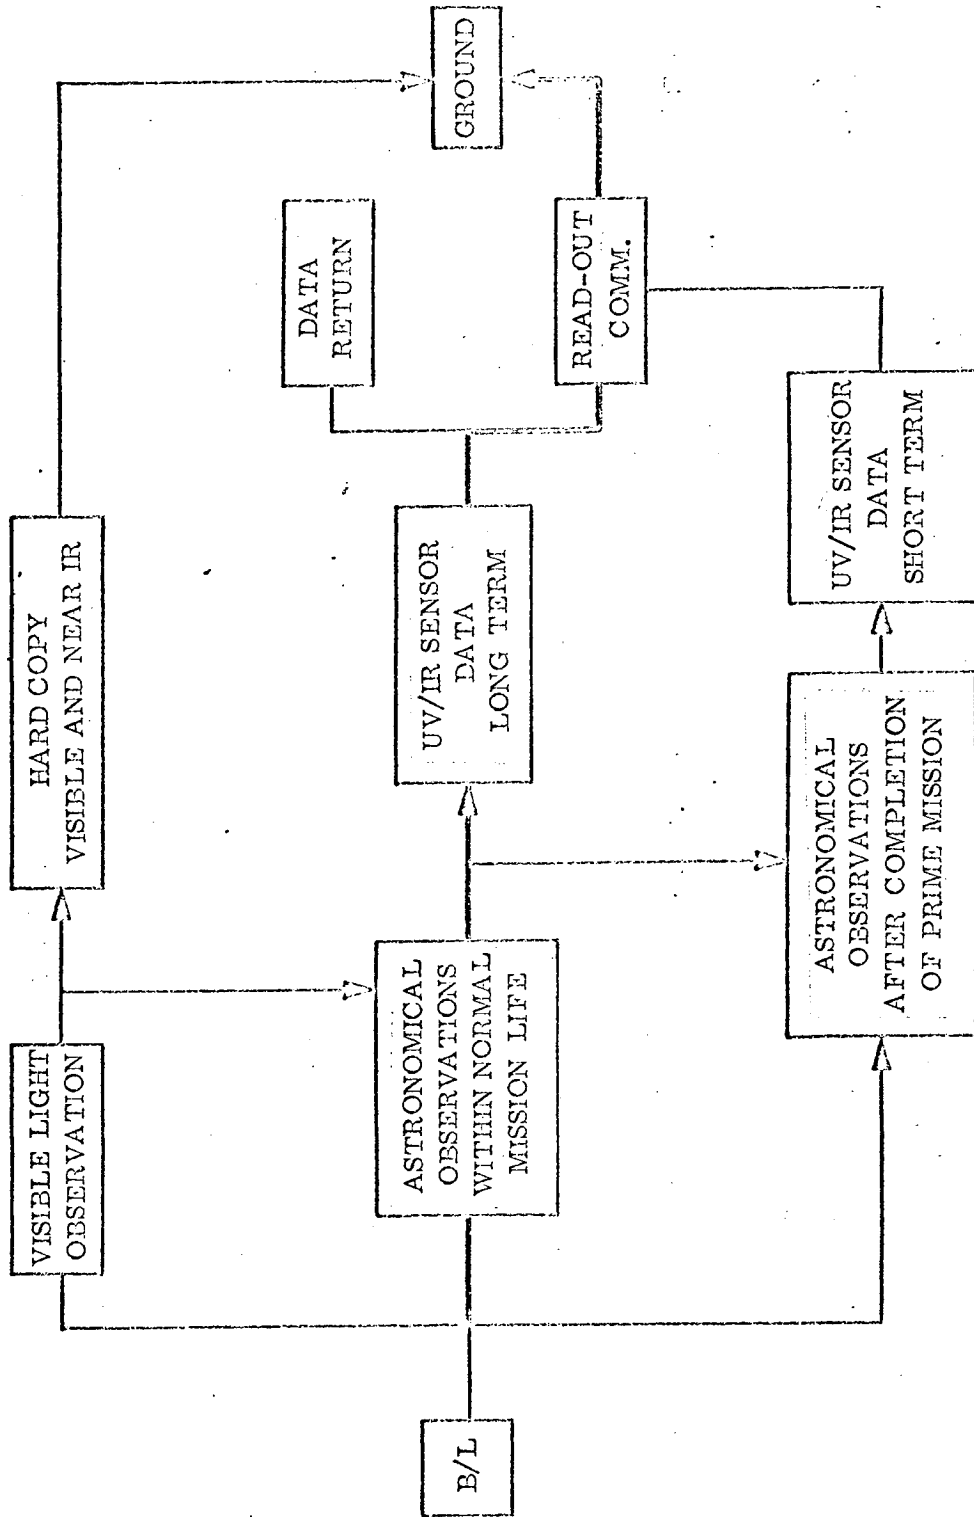 B/L
VISIBLE LIGHT
OBSERVATION
HARD COPY
VISIBLE AND NEAR IR
ASTRONOMICAL
OBSERVATIONS
WITHIN NORMAL
MISSION LIFE
UV/IR SENSOR
DATA
LONG TERM
DATA
RETURN
READ-OUT
COMM.
GROUND
ASTRONOMICAL
OBSERVATIONS
AFTER COMPLETION
OF PRIME MISSION
UV/IR SENSOR
DATA
SHORT TERM